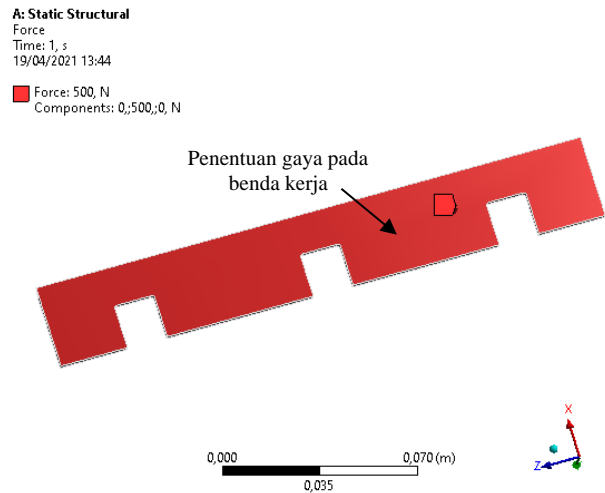 A: Static Structural
Force
Time: 1, s
19/04/2021 13:44
Force: 500, N
Components: 0,;500,;0, N
Penentuan gaya pada
benda kerja
X
Z
0,000
0,070 (m)
0,035